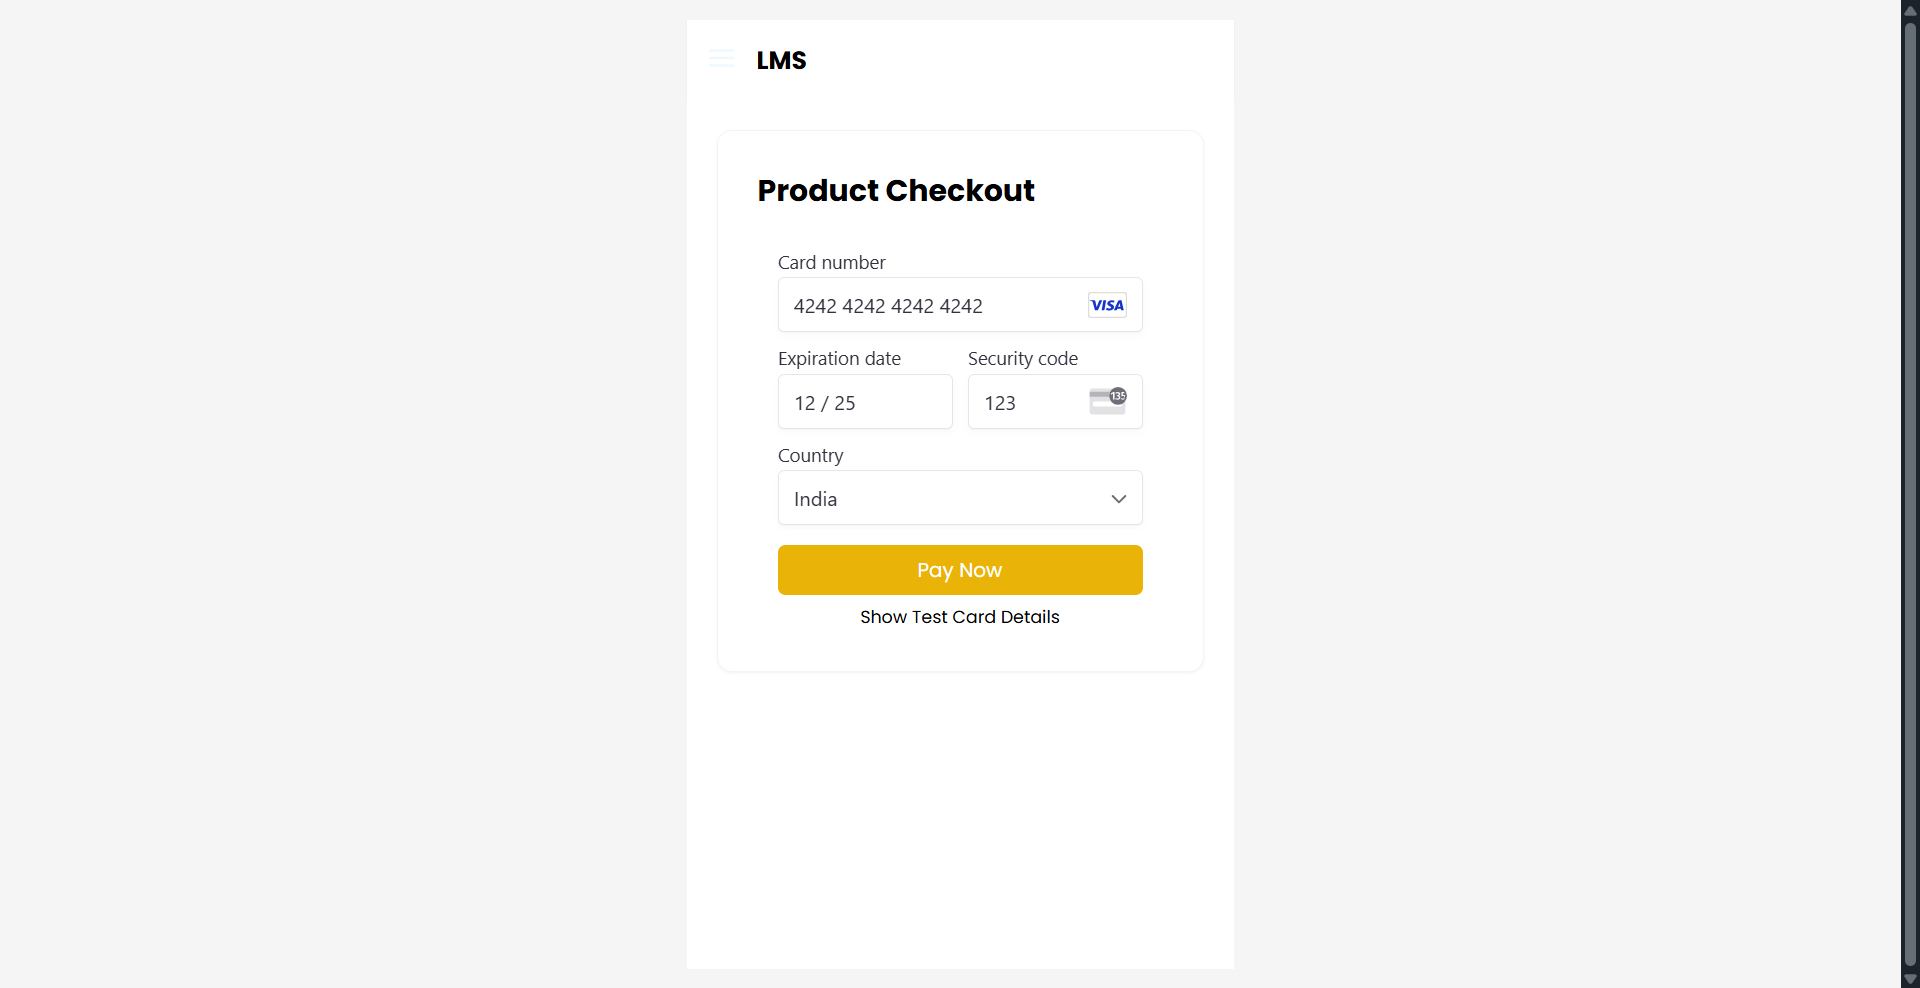 LMS
Product Checkout
Card number
4242 4242 4242 4242 VISA
Expiration date Security code
12 / 25 123 135
Country
India
Pay Now
Show Test Card Details